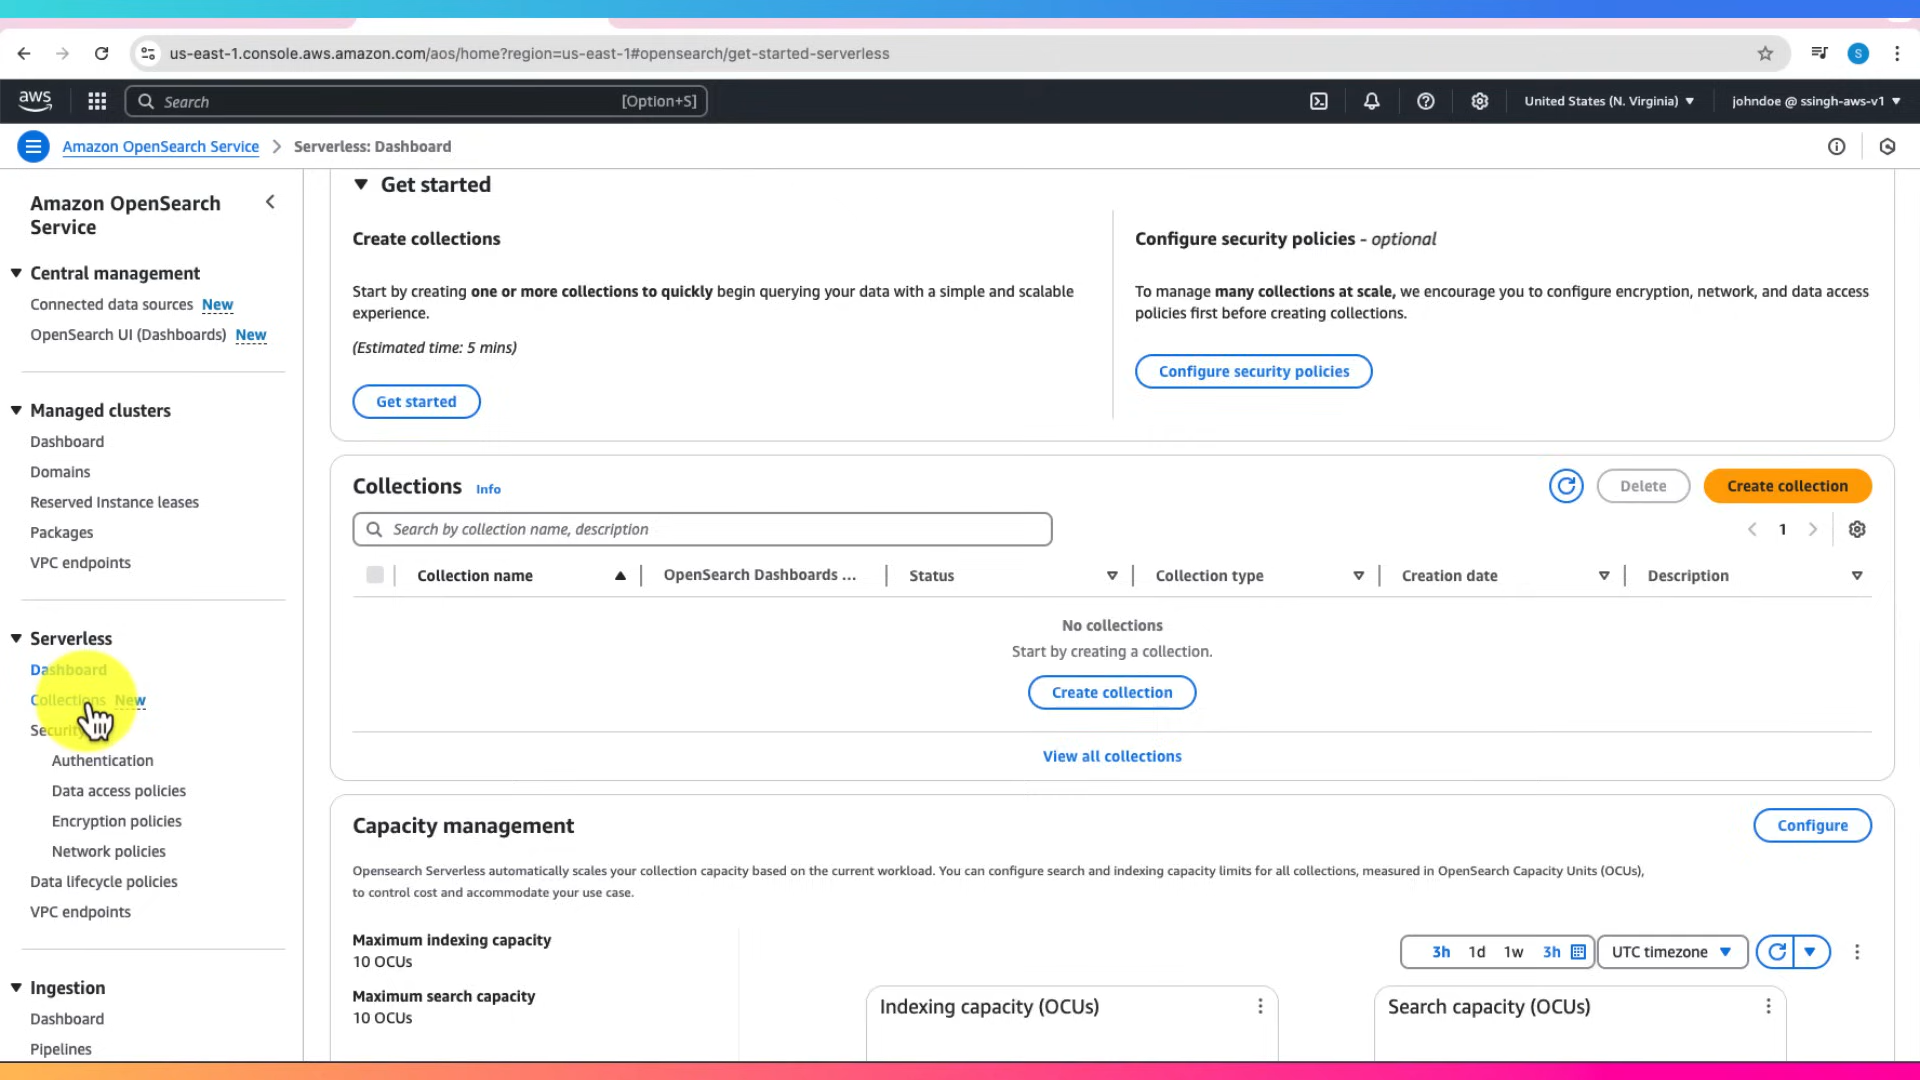 us-east-1.console.aws.amazon.com/aos/home?region=us-east-1#opensearch/get-started-serverless
S
aws
Search
[Option+S]
United States (N. Virginia)
johndoe @ ssingh-aws-v1
Amazon OpenSearch Service
Serverless: Dashboard
Amazon OpenSearch
Service
Central management
Connected data sources New
OpenSearch UI (Dashboards) New
Managed clusters
Dashboard
Domains
Reserved Instance leases
Packages
VPC endpoints
Serverless
Dashboard
Collections New
Security
Authentication
Data access policies
Encryption policies
Network policies
Data lifecycle policies
VPC endpoints
Ingestion
Dashboard
Pipelines
Get started
Create collections
Start by creating one or more collections to quickly begin querying your data with a simple and scalable
experience.
(Estimated time: 5 mins)
Get started
Configure security policies - optional
To manage many collections at scale, we encourage you to configure encryption, network, and data access
policies first before creating collections.
Configure security policies
Collections Info
Delete
Create collection
Search by collection name, description
1
Collection name
OpenSearch Dashboards ...
Status
Collection type
Creation date
Description
No collections
Start by creating a collection.
Create collection
View all collections
Capacity management
Configure
Opensearch Serverless automatically scales your collection capacity based on the current workload. You can configure search and indexing capacity limits for all collections, measured in OpenSearch Capacity Units (OCUs),
to control cost and accommodate your use case.
Maximum indexing capacity
10 OCUs
Maximum search capacity
10 OCUs
3h 1d 1w 3h
UTC timezone
Indexing capacity (OCUs)
Search capacity (OCUs)